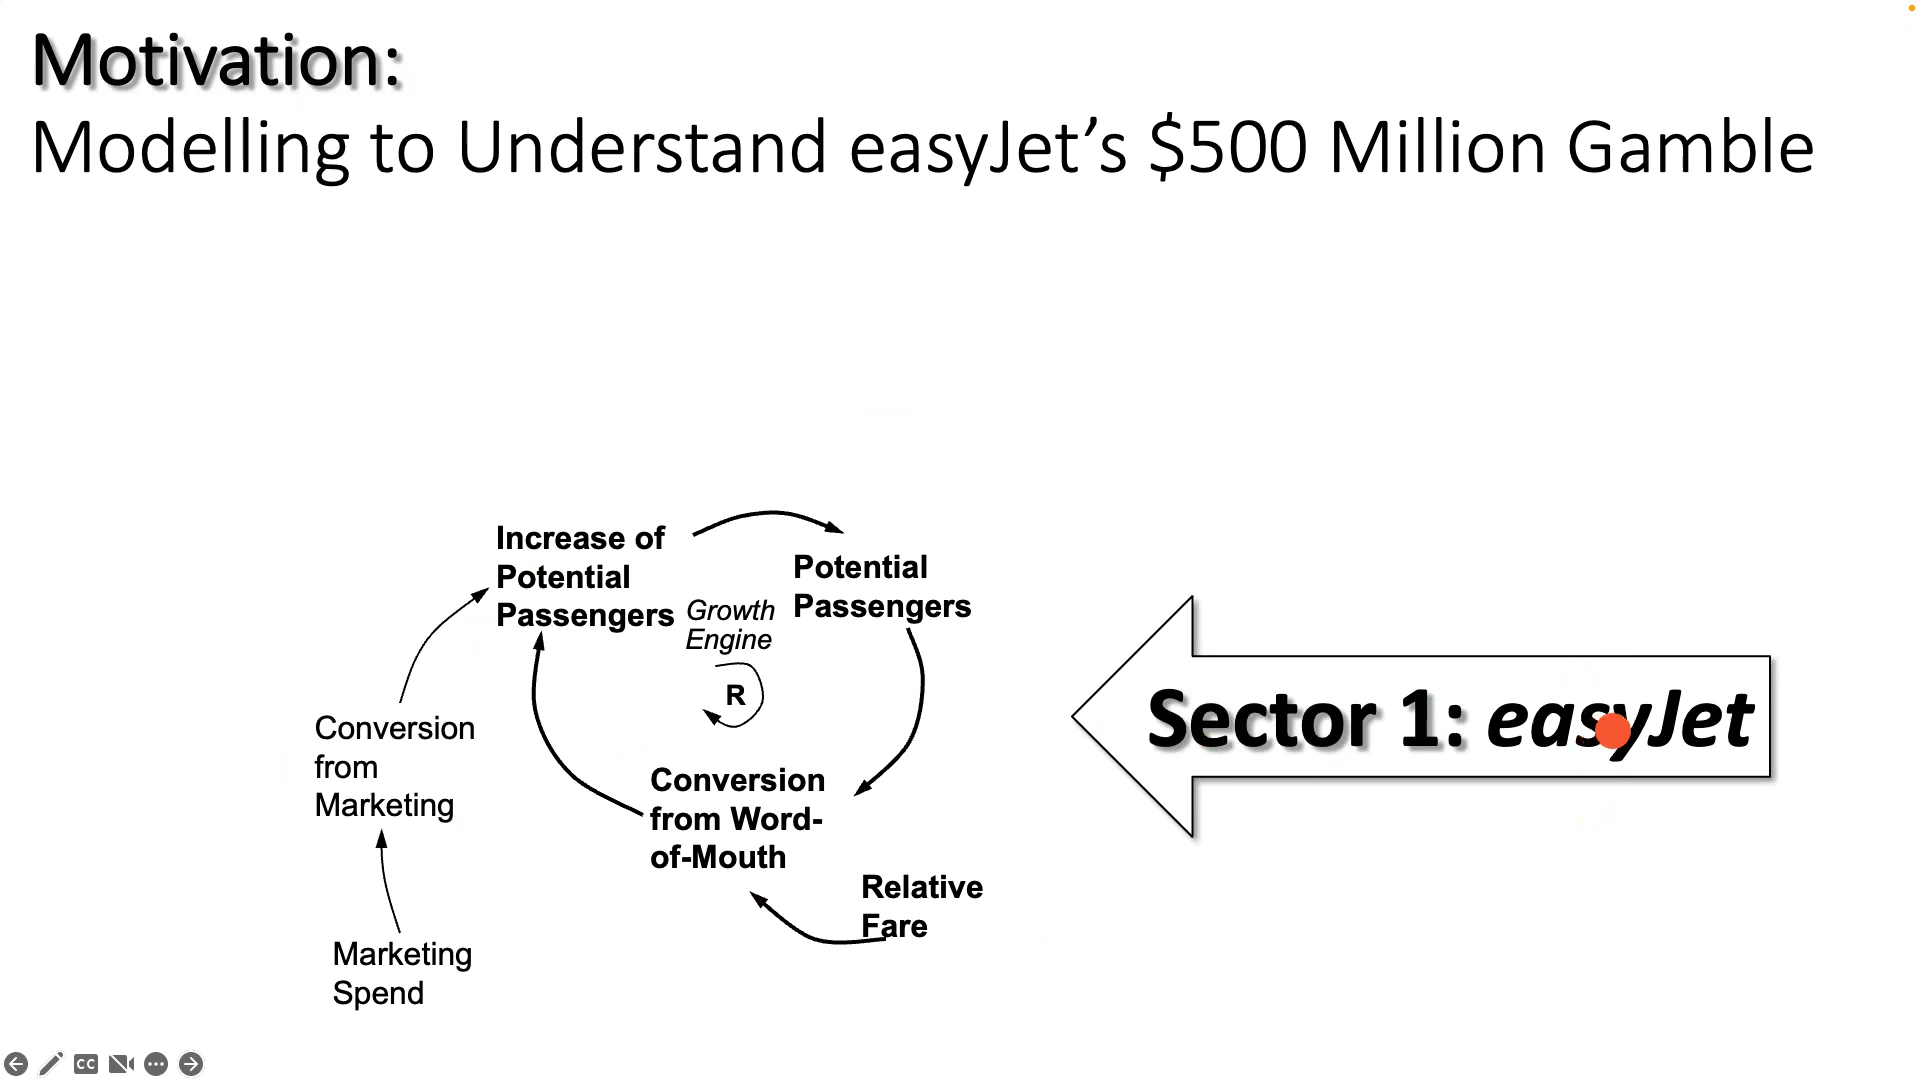 Motivation:
Modelling to Understand easyJet’s $500 Million Gamble
Increase of
Potential
Passengers
Potential
Passengers
Growth
Engine
R
Conversion
from
Marketing
Conversion
from Word-
of-Mouth
Relative
Fare
Marketing
Spend
Sector 1: easyJet
CC